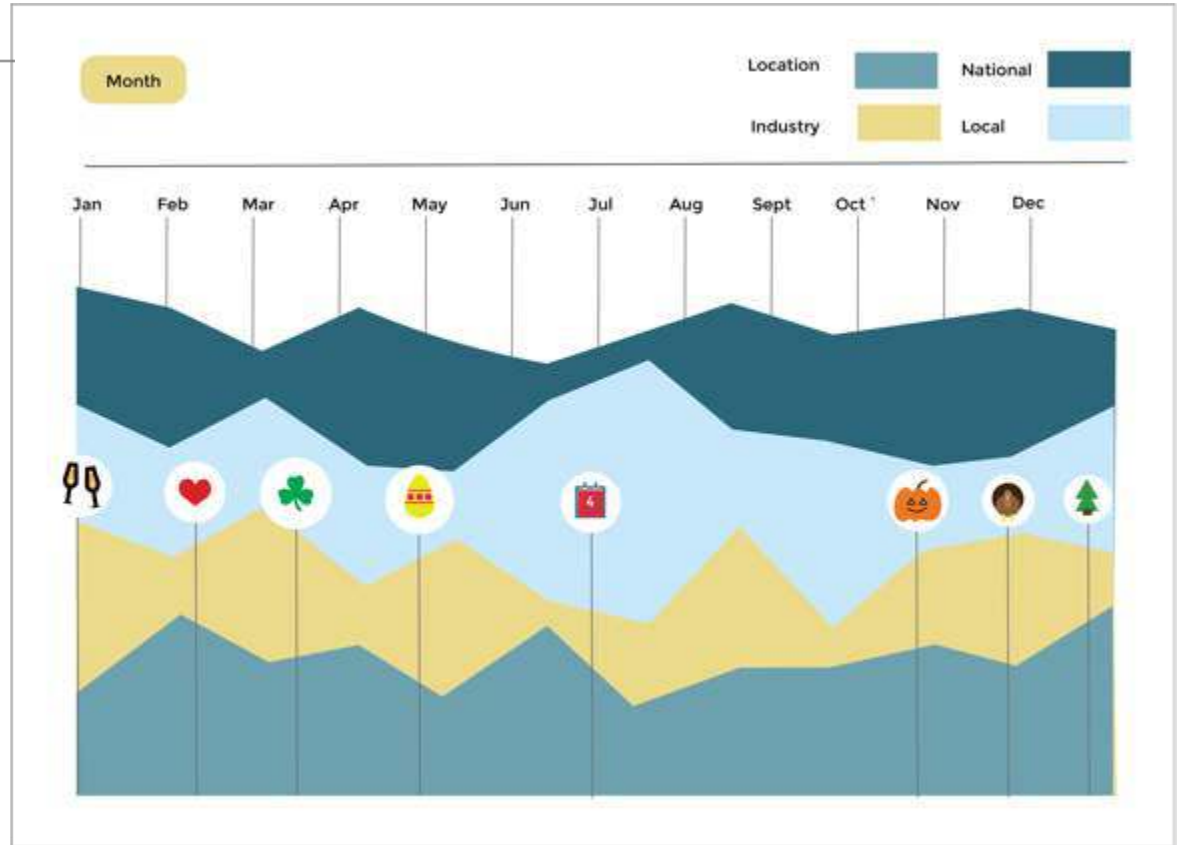 Month
Location
National
Industry
Local
Jan Feb Mar Apr May Jun Jul Aug Sept Oct ' Nov Dec
4